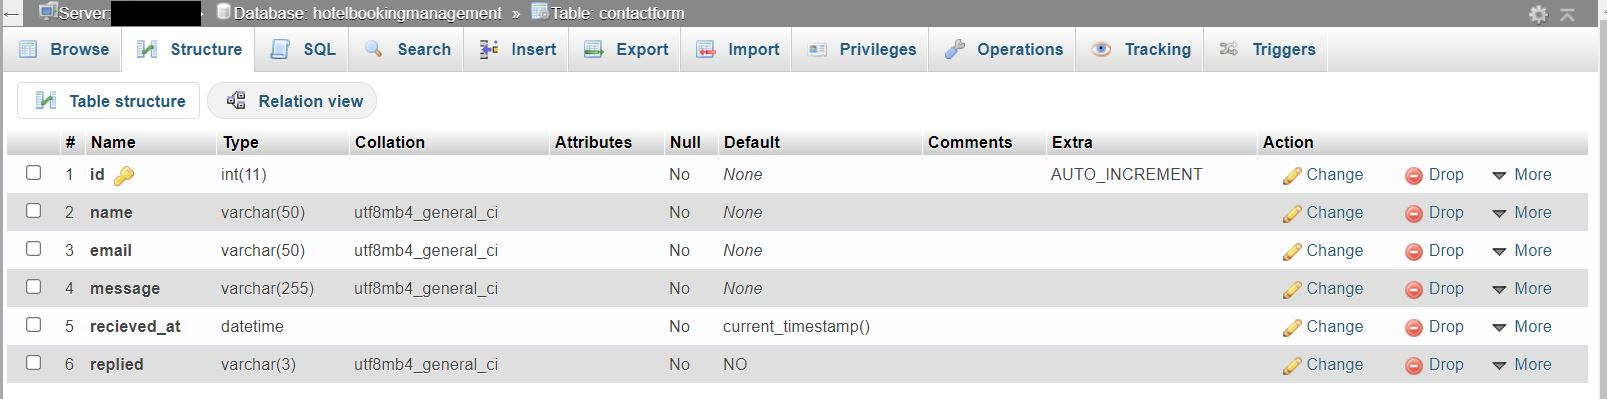 ← Server: » Database: hotelbookingmanagement » Table: contactform
Browse Structure SQL Search Insert Export Import Privileges Operations Tracking Triggers
Table structure Relation view
# Name Type Collation Attributes Null Default Comments Extra Action
1 id int(11) No None AUTO_INCREMENT Change Drop More
2 name varchar(50) utf8mb4_general_ci No None Change Drop More
3 email varchar(50) utf8mb4_general_ci No None Change Drop More
4 message varchar(255) utf8mb4_general_ci No None Change Drop More
5 recieved_at datetime No current_timestamp() Change Drop More
6 replied varchar(3) utf8mb4_general_ci No NO Change Drop More